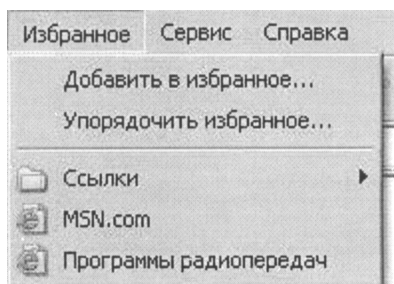 Избранное Сервис Справка
Добавить в избранное...
Упорядочить избранное...
Ссылки
MSN.com
Программы радиопередач